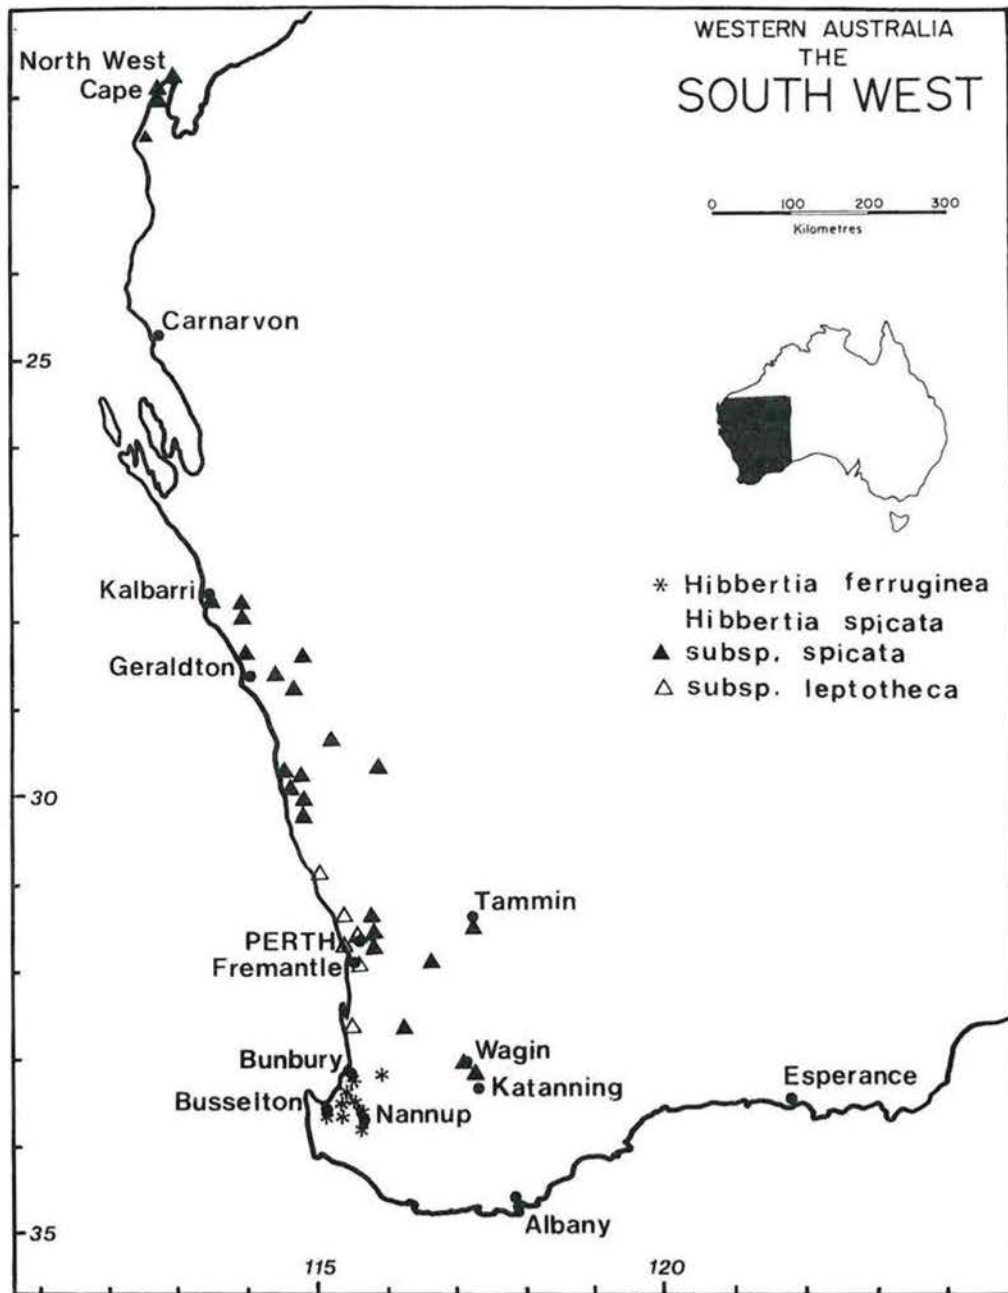 WESTERN AUSTRALIA
THE
SOUTH WEST
0 100 200 300
Kilometres
North West
Cape
Carnarvon
25
Kalbarri
Geraldton
* Hibbertia ferruginea
Hibbertia spicata
▲ subsp. spicata
△ subsp. leptotheca
30
Tammin
PERTH
Fremantle
Bunbury
Wagin
Katanning
Busselton
Nannup
Esperance
Albany
35
115
120